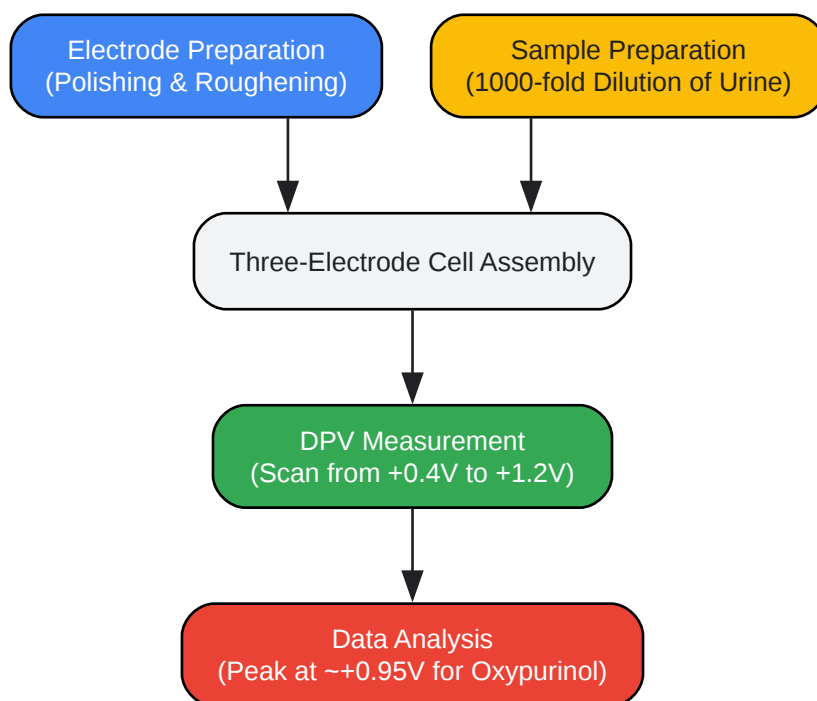 Electrode Preparation
(Polishing & Roughening)
Sample Preparation
(1000-fold Dilution of Urine)
Three-Electrode Cell Assembly
DPV Measurement
(Scan from +0.4V to +1.2V)
Data Analysis
(Peak at ~+0.95V for Oxypurinol)